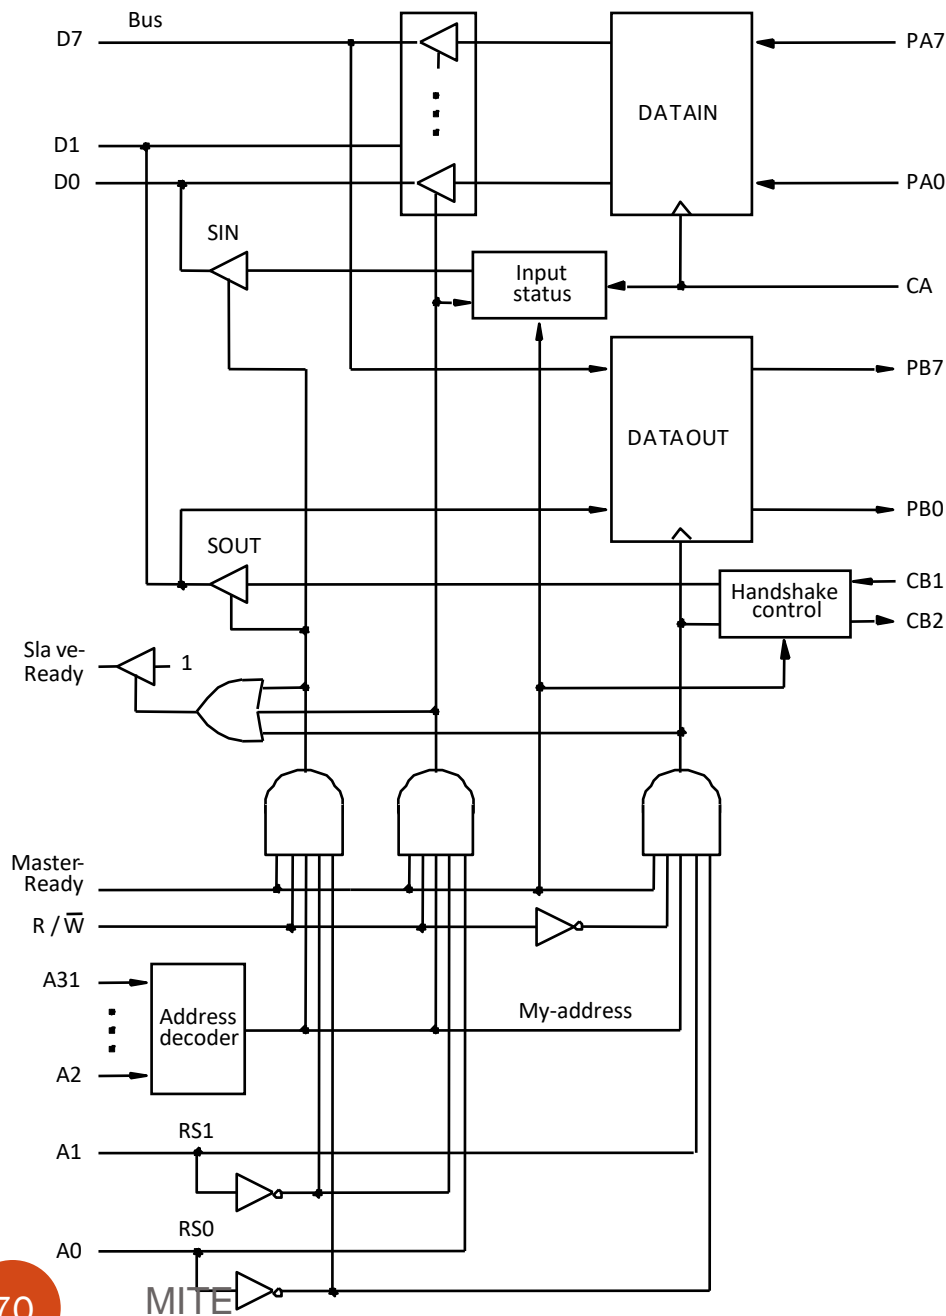 Bus
D7
PA7
DATAIN
D1
D0
PA0
SIN
Input
status
CA
PB7
DATAOUT
PB0
SOUT
CB1
Handshake
control
CB2
Sla ve-
Ready
1
Master-
Ready
R / W̅
A31
Address
decoder
My-address
A2
RS1
A1
RS0
A0
70
MITE